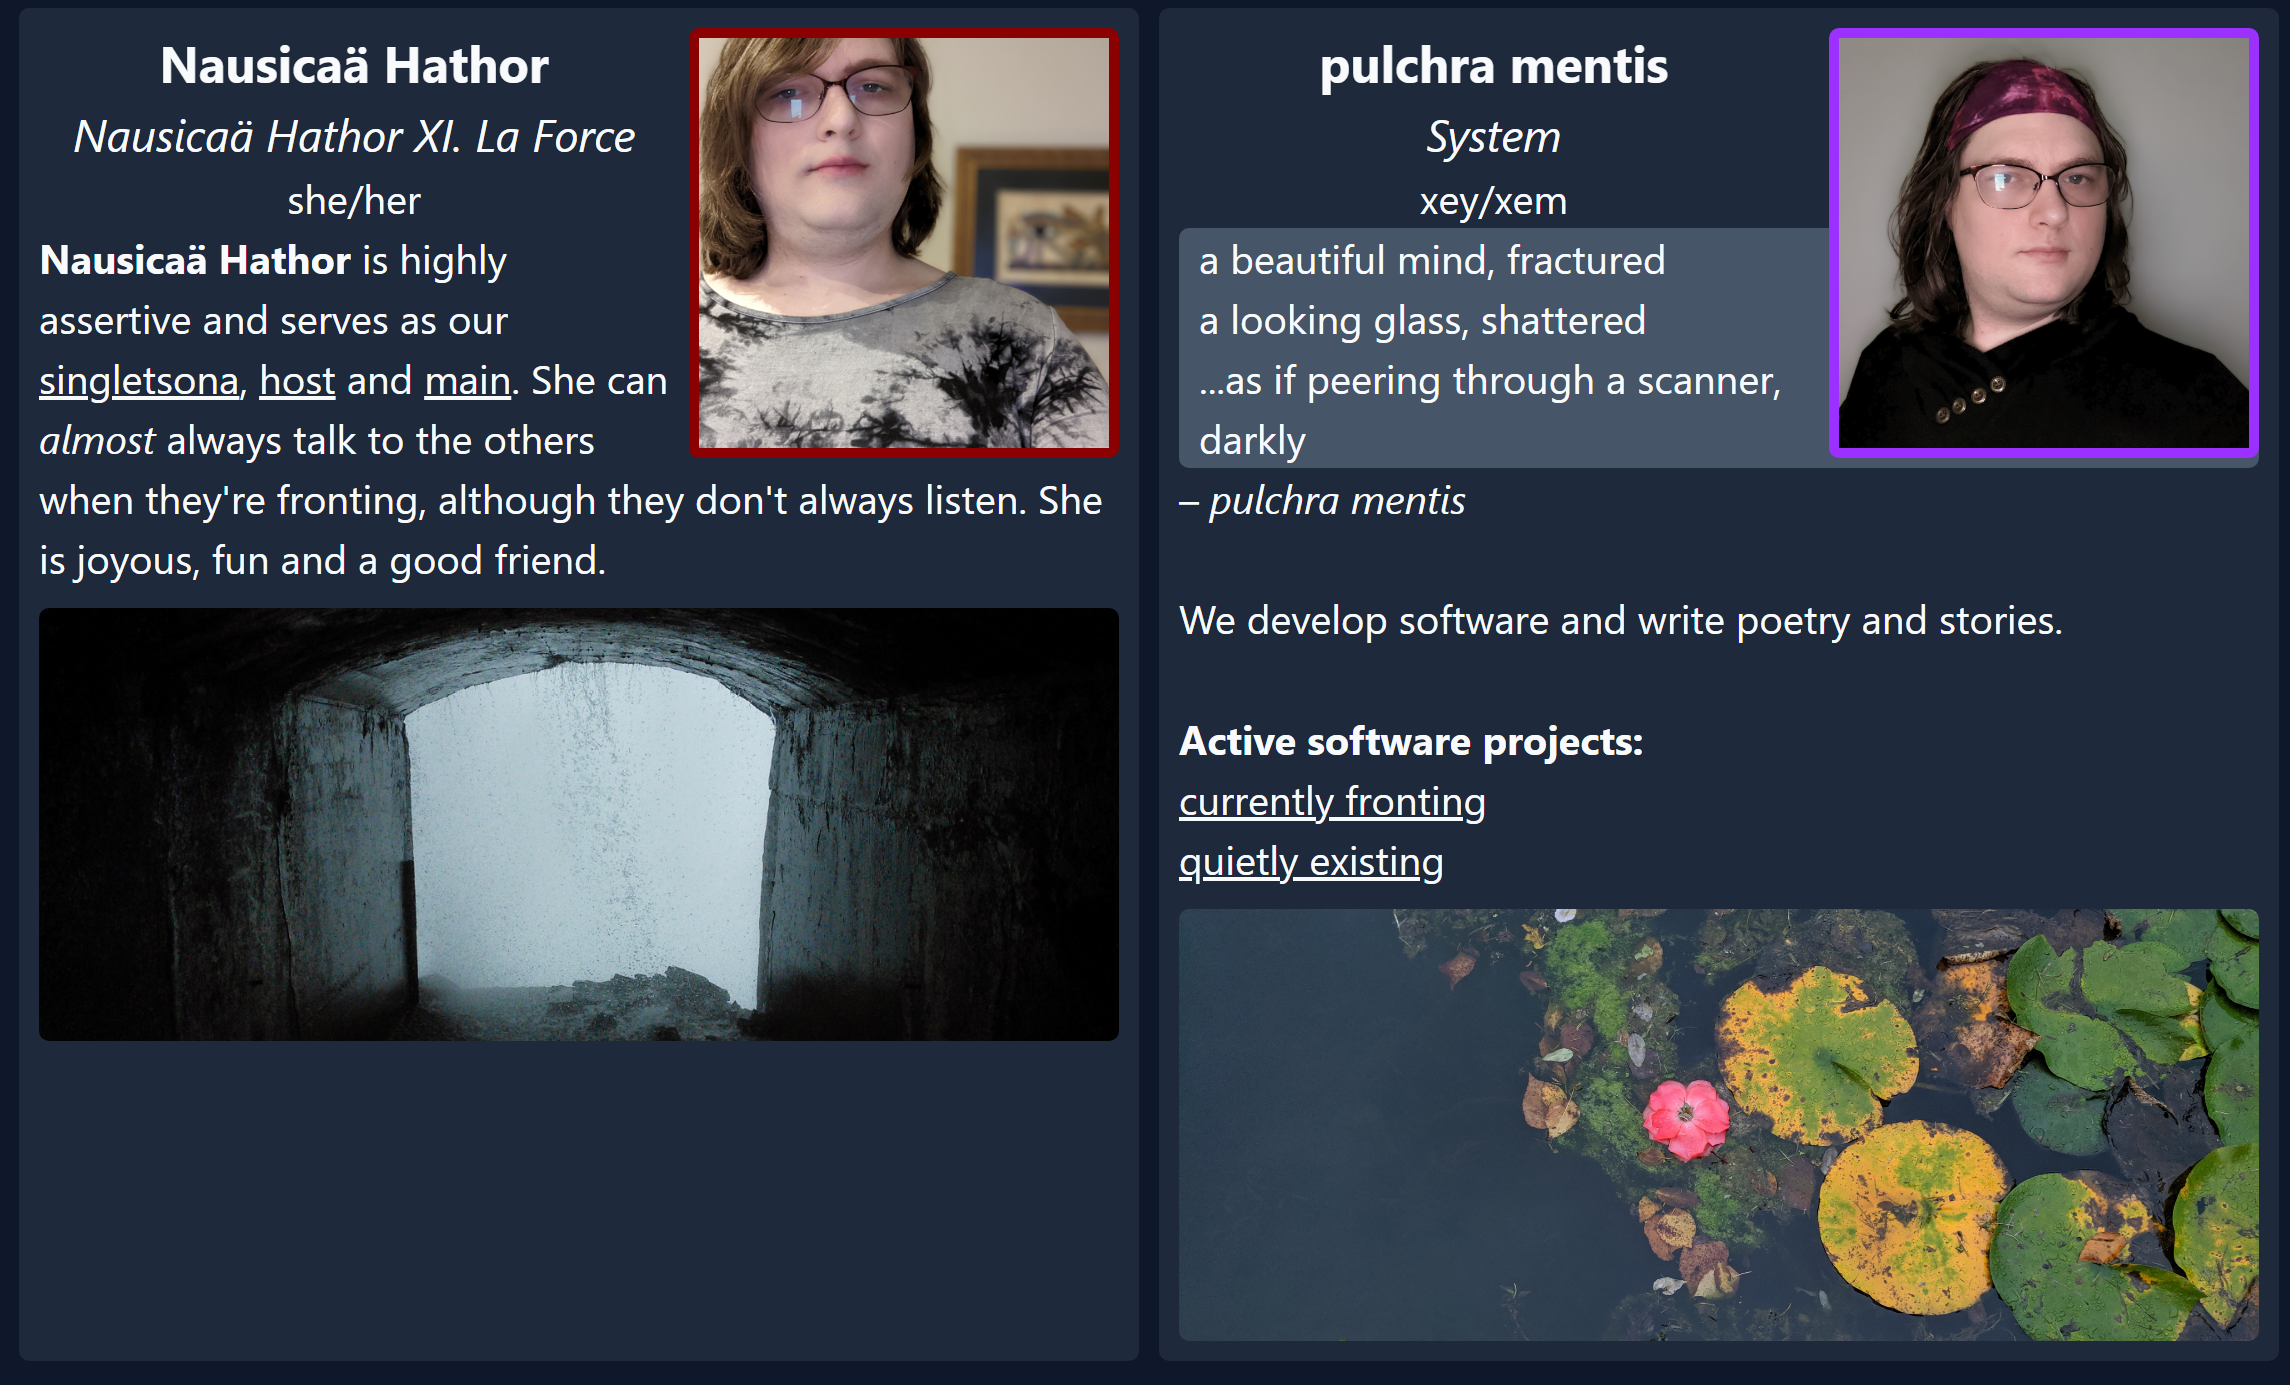 Nausicaä Hathor
Nausicaä Hathor XI. La Force
she/her
Nausicaä Hathor is highly
assertive and serves as our
singletsona, host and main. She can
almost always talk to the others
when they're fronting, although they don't always listen. She
is joyous, fun and a good friend.
pulchra mentis
System
xey/xem
a beautiful mind, fractured
a looking glass, shattered
...as if peering through a scanner,
darkly
– pulchra mentis
We develop software and write poetry and stories.
Active software projects:
currently fronting
quietly existing